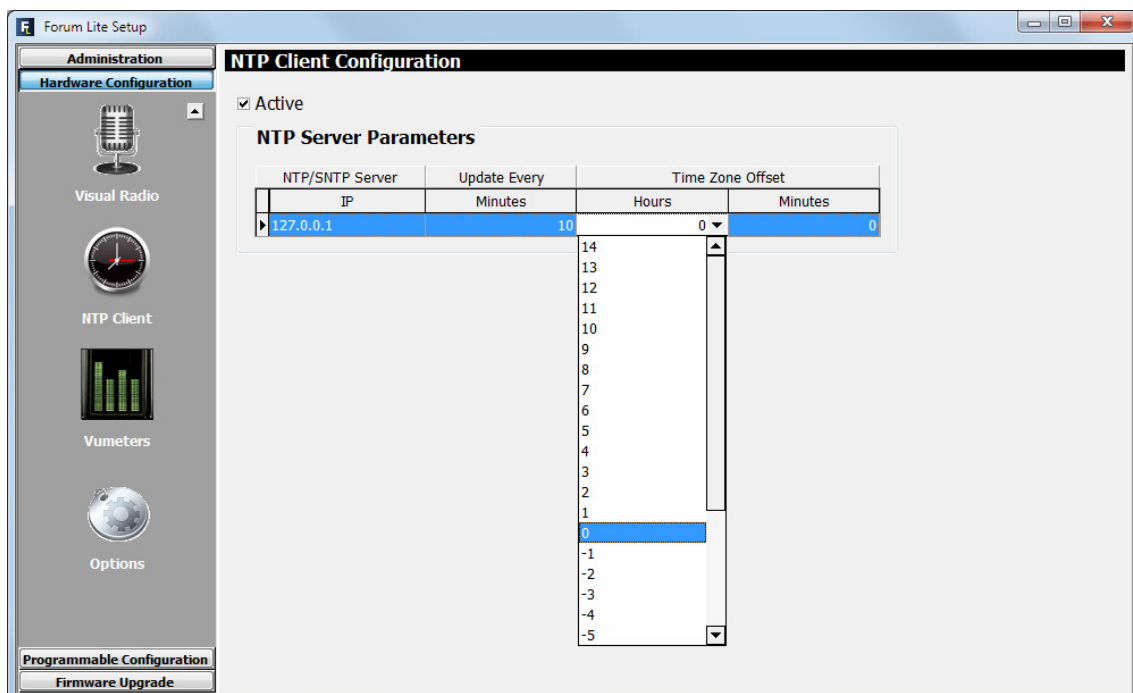 Forum Lite Setup
Administration
Hardware Configuration
Visual Radio
NTP Client
Vumeters
Options
Programmable Configuration
Firmware Upgrade
NTP Client Configuration
Active
NTP Server Parameters
NTP/SNTP Server Update Every Time Zone Offset
IP Minutes Hours Minutes
127.0.0.1 10 0 0
14
13
12
11
10
9
8
7
6
5
4
3
2
1
0
-1
-2
-3
-4
-5